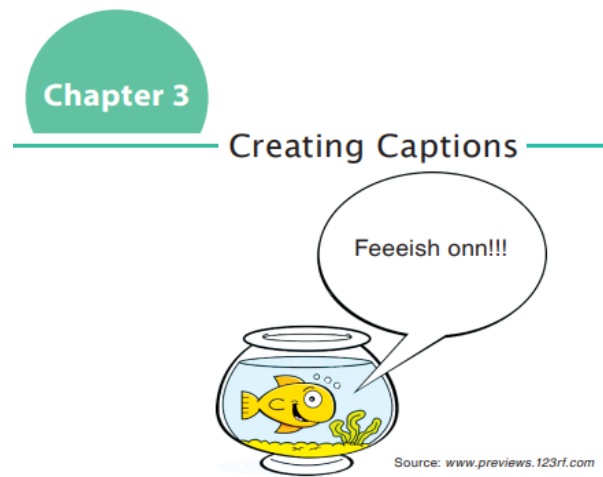 Chapter 3
Creating Captions
Feeeish onn!!!
Source: www.previews.123rf.com